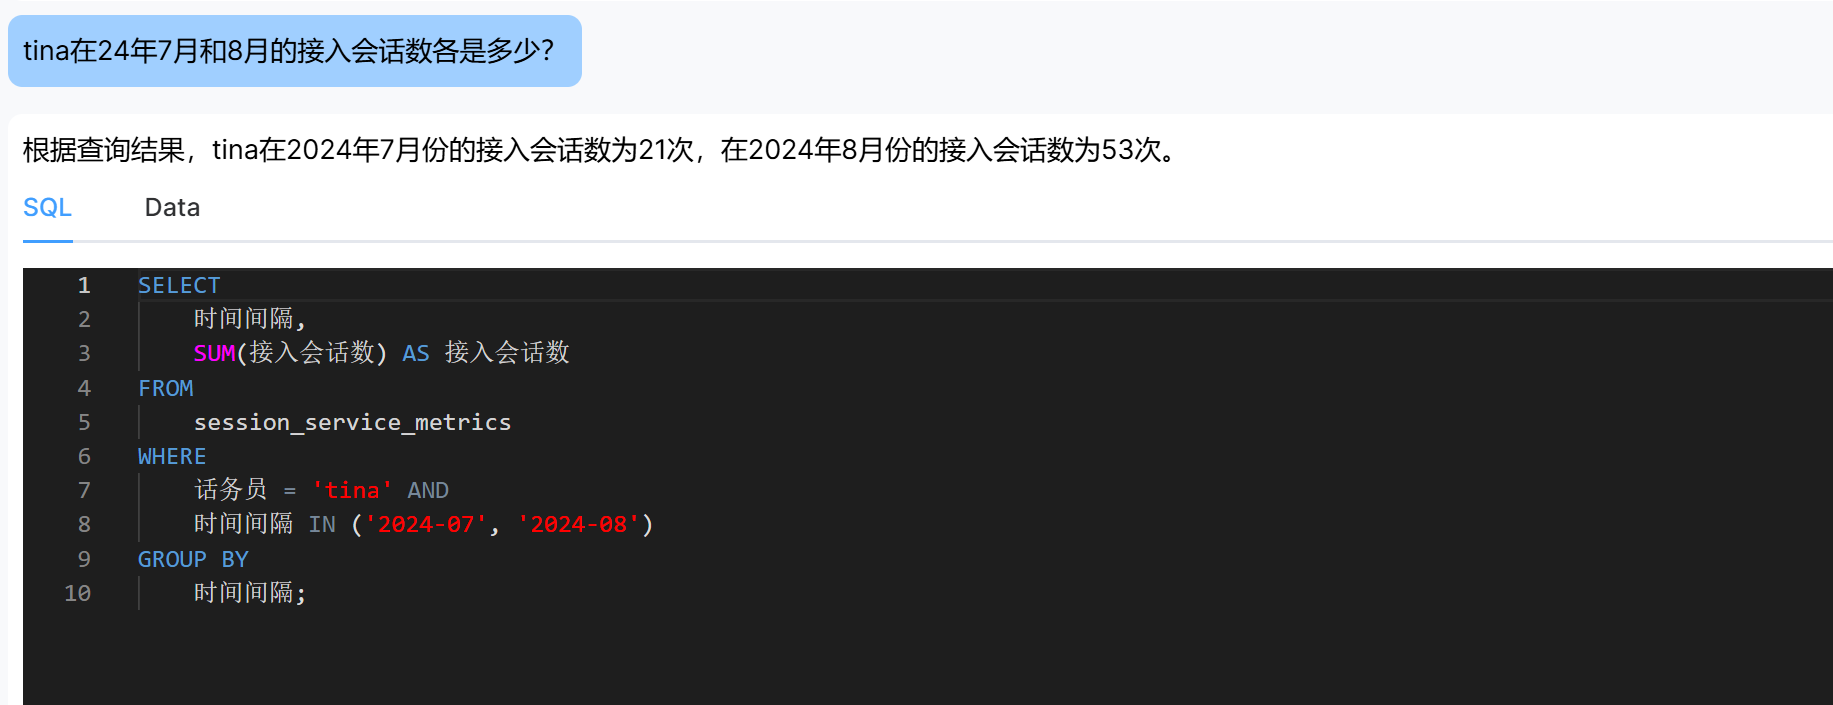 tina在24年7月和8月的接入会话数各是多少？
根据查询结果，tina在2024年7月份的接入会话数为21次，在2024年8月份的接入会话数为53次。
SQL Data
1 SELECT
2 时间间隔,
3 SUM(接入会话数) AS 接入会话数
4 FROM
5 session_service_metrics
6 WHERE
7 话务员 = 'tina' AND
8 时间间隔 IN ('2024-07', '2024-08')
9 GROUP BY
10 时间间隔;